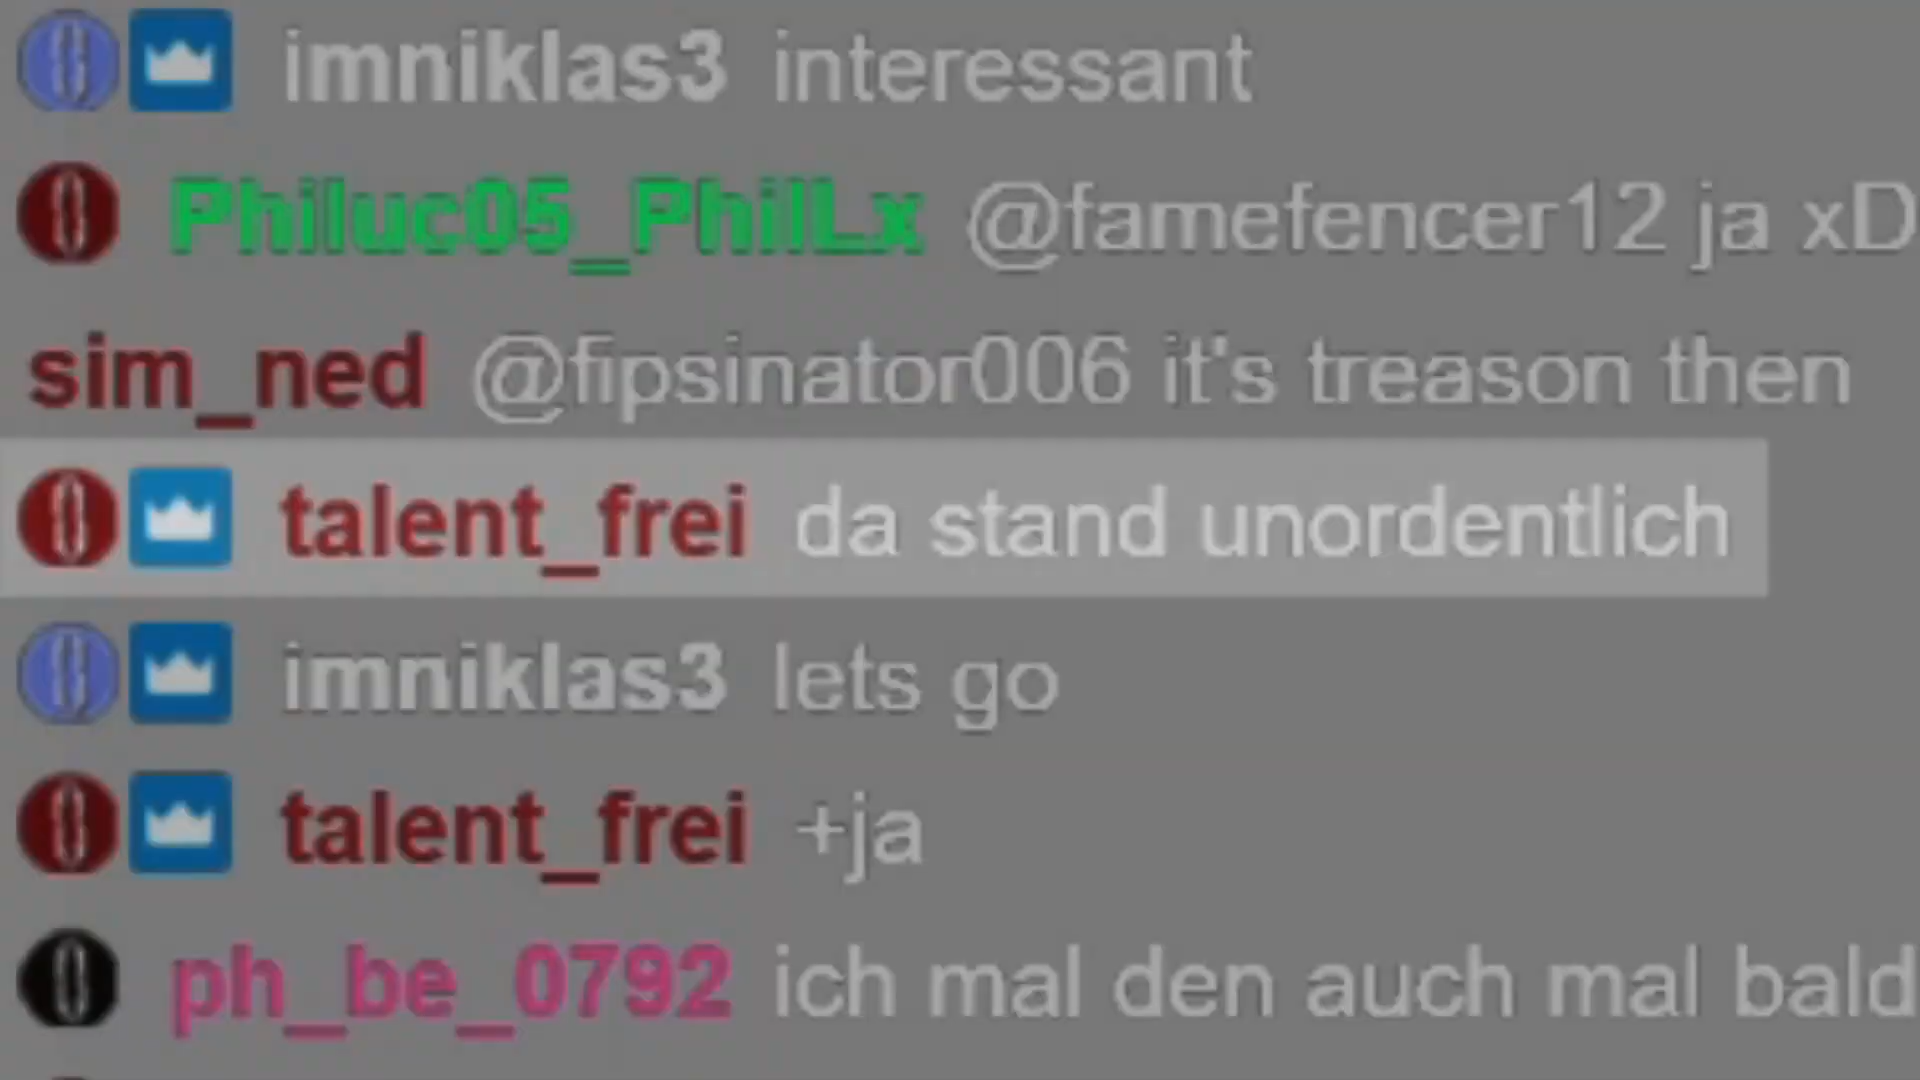 imniklas3 interessant
Philuc05_PhilLx @famefencer12 ja xD
sim_ned @fipsinator006 it's treason then
talent_frei da stand unordentlich
imniklas3 lets go
talent_frei +ja
ph_be_0792 ich mal den auch mal bald